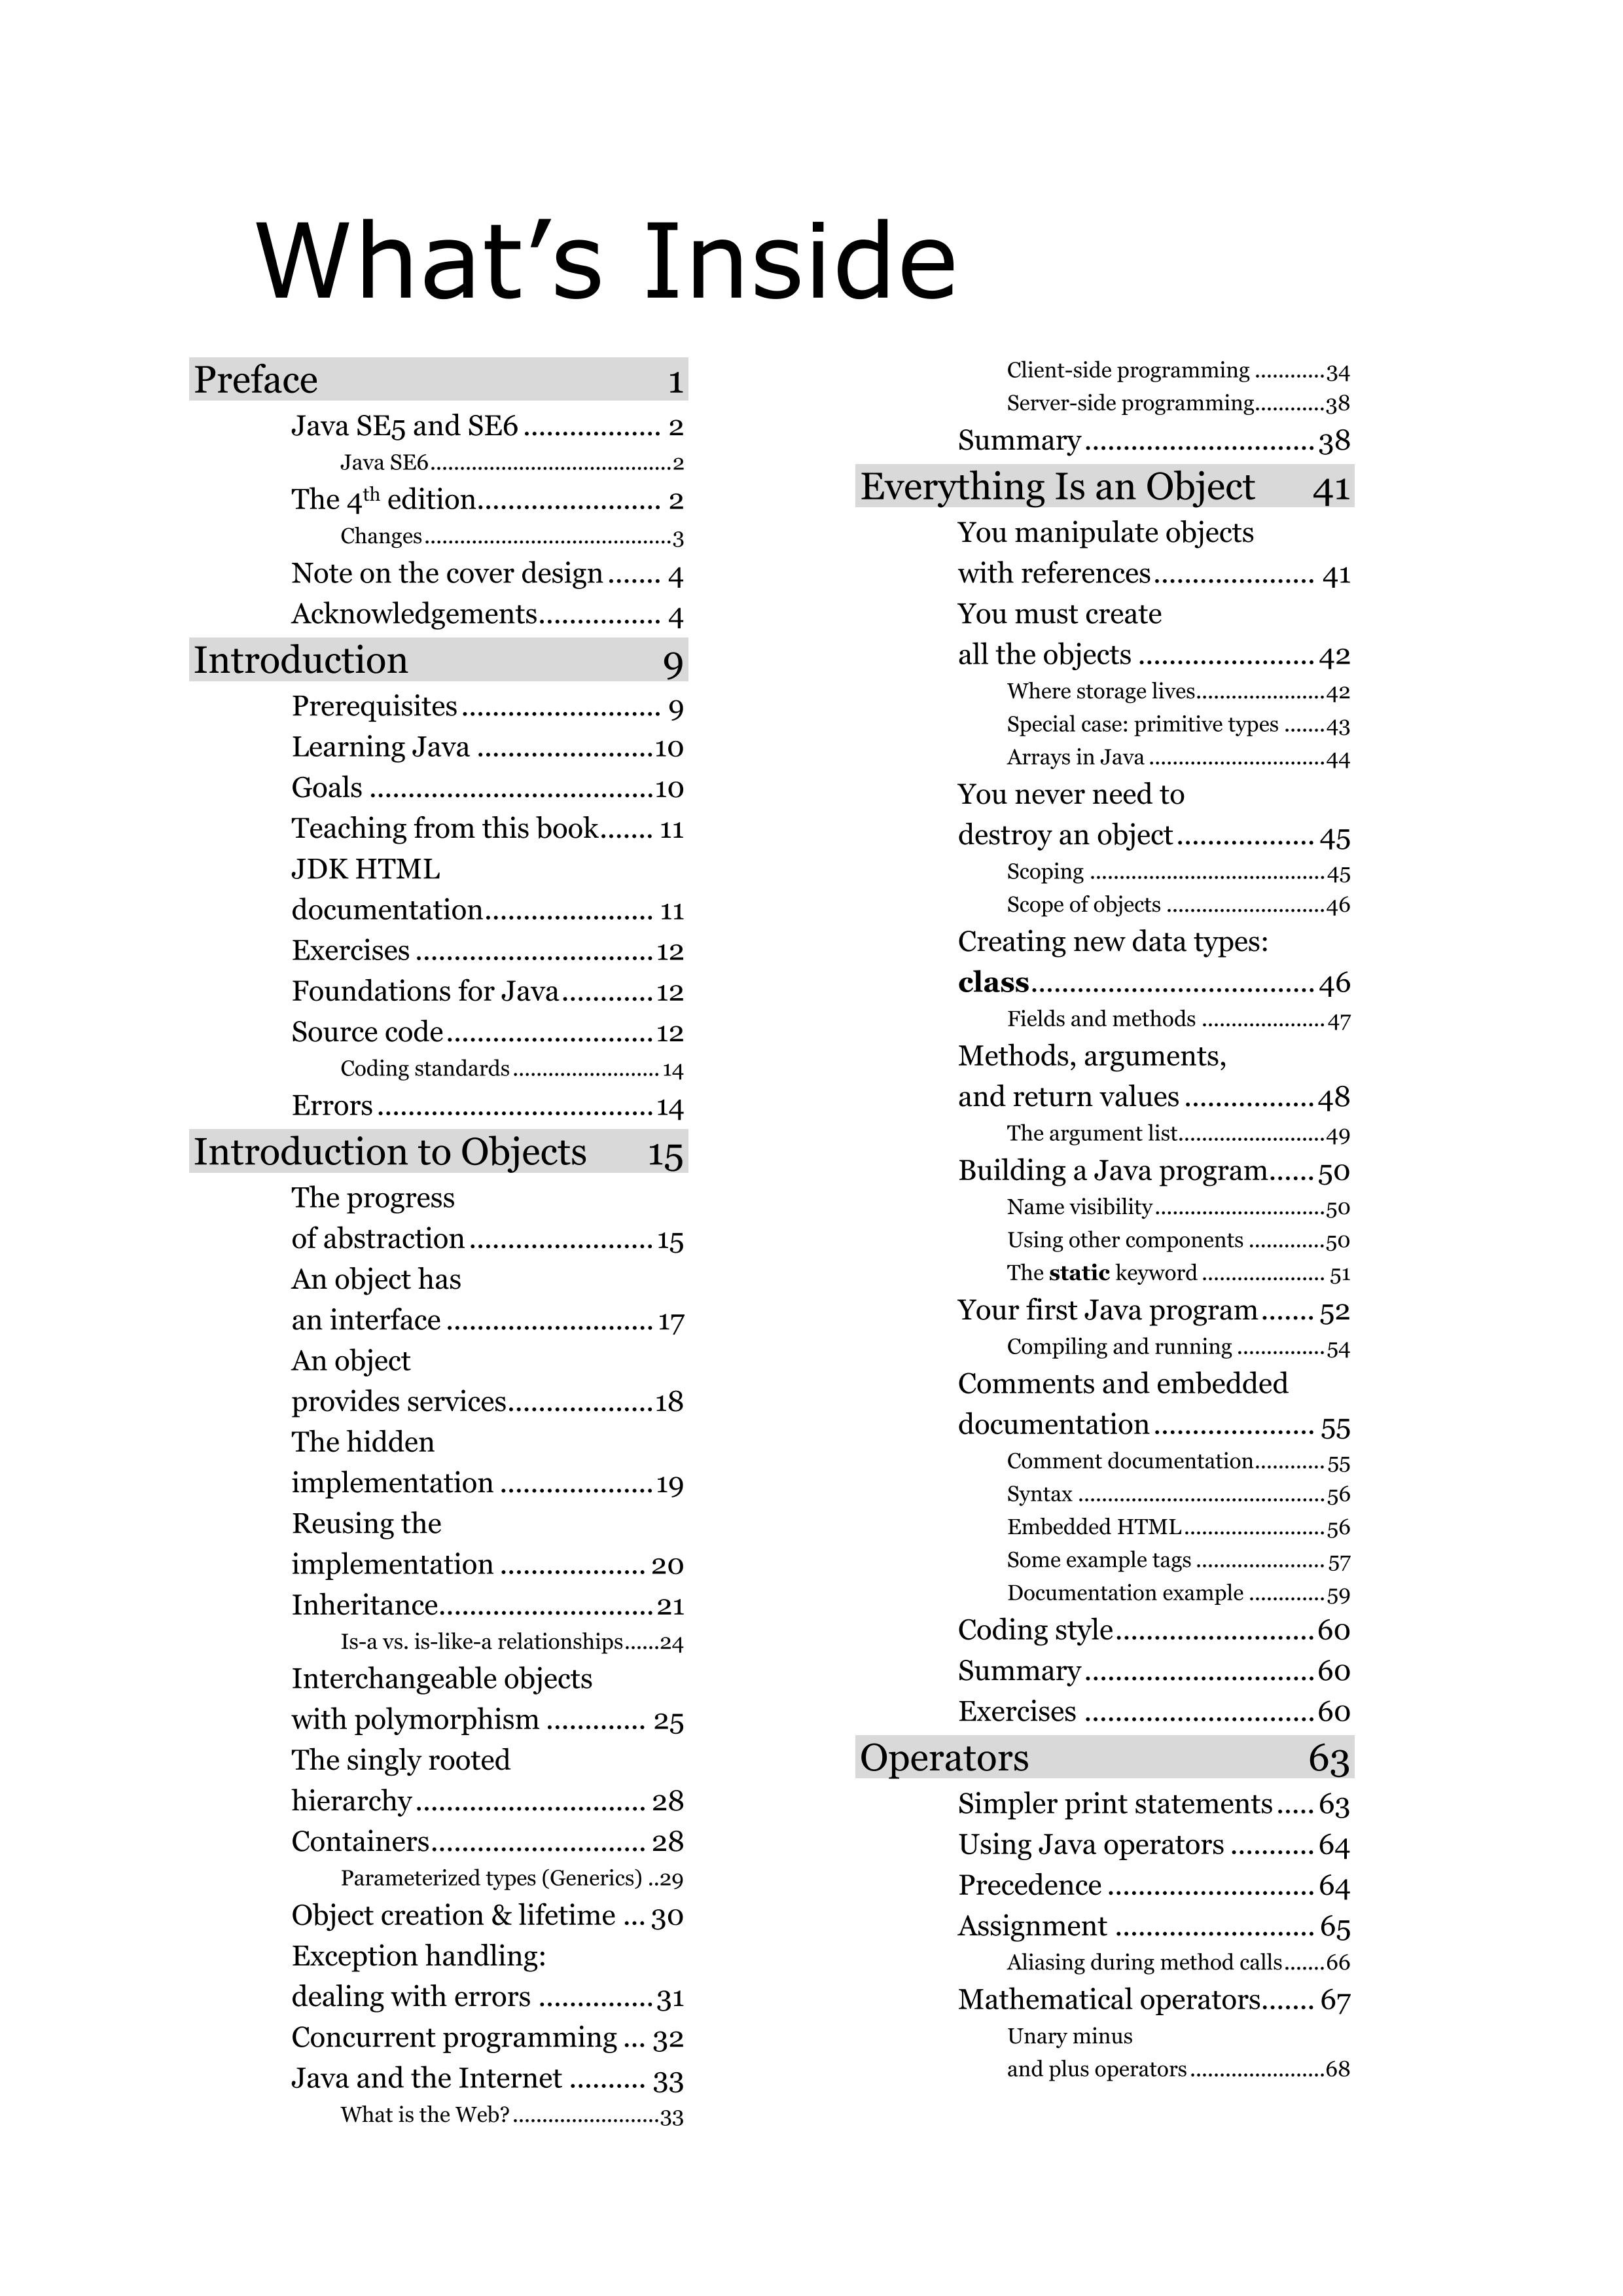 What’s Inside
Preface 1
Java SE5 and SE6 .................. 2
Java SE6.........................................2
The 4th edition........................ 2
Changes..........................................3
Note on the cover design ....... 4
Acknowledgements................ 4
Introduction 9
Prerequisites .......................... 9
Learning Java .......................10
Goals .....................................10
Teaching from this book....... 11
JDK HTML
documentation...................... 11
Exercises ...............................12
Foundations for Java............12
Source code...........................12
Coding standards ......................... 14
Errors ....................................14
Introduction to Objects 15
The progress
of abstraction ........................15
An object has
an interface ........................... 17
An object
provides services...................18
The hidden
implementation ....................19
Reusing the
implementation ................... 20
Inheritance............................21
Is-a vs. is-like-a relationships......24
Interchangeable objects
with polymorphism ............. 25
The singly rooted
hierarchy.............................. 28
Containers............................ 28
Parameterized types (Generics) ..29
Object creation & lifetime ... 30
Exception handling:
dealing with errors ...............31
Concurrent programming ... 32
Java and the Internet .......... 33
What is the Web? .........................33
Client-side programming ............34
Server-side programming............38
Summary..............................38
Everything Is an Object 41
You manipulate objects
with references..................... 41
You must create
all the objects .......................42
Where storage lives......................42
Special case: primitive types .......43
Arrays in Java ..............................44
You never need to
destroy an object .................. 45
Scoping ........................................45
Scope of objects ...........................46
Creating new data types:
class.....................................46
Fields and methods ..................... 47
Methods, arguments,
and return values .................48
The argument list.........................49
Building a Java program......50
Name visibility.............................50
Using other components .............50
The static keyword ..................... 51
Your first Java program....... 52
Compiling and running ...............54
Comments and embedded
documentation..................... 55
Comment documentation............ 55
Syntax ..........................................56
Embedded HTML........................56
Some example tags ...................... 57
Documentation example .............59
Coding style..........................60
Summary..............................60
Exercises ..............................60
Operators 63
Simpler print statements ..... 63
Using Java operators ........... 64
Precedence ........................... 64
Assignment .......................... 65
Aliasing during method calls.......66
Mathematical operators....... 67
Unary minus
and plus operators .......................68